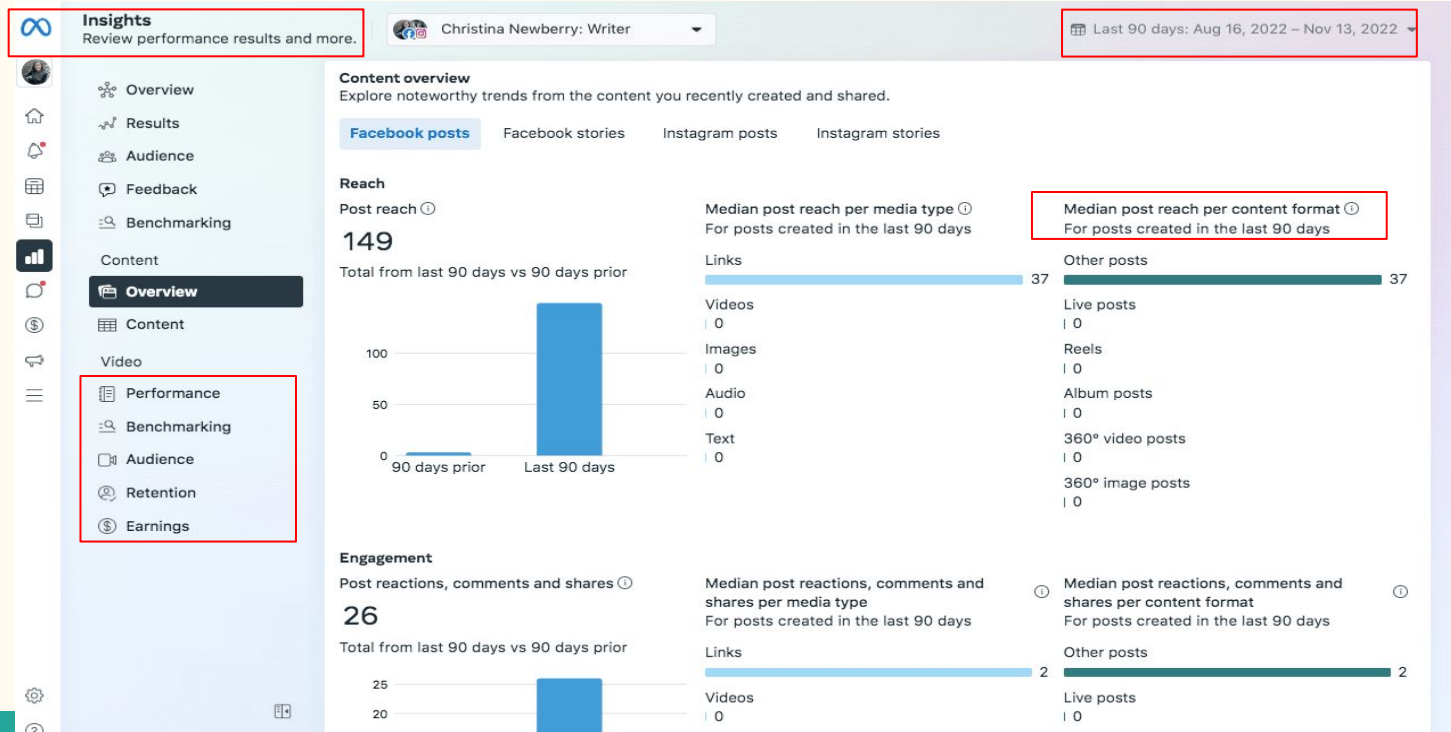 Insights
Review performance results and more.
Christina Newberry: Writer
Last 90 days: Aug 16, 2022 – Nov 13, 2022
Overview
Results
Audience
Feedback
Benchmarking
Content
Overview
Content
Video
Performance
Benchmarking
Audience
Retention
Earnings
Content overview
Explore noteworthy trends from the content you recently created and shared.
Facebook posts
Facebook stories
Instagram posts
Instagram stories
Reach
Post reach
149
Total from last 90 days vs 90 days prior
100
50
0
90 days prior
Last 90 days
Median post reach per media type
For posts created in the last 90 days
Links
37
Videos
0
Images
0
Audio
0
Text
0
Median post reach per content format
For posts created in the last 90 days
Other posts
37
Live posts
0
Reels
0
Album posts
0
360° video posts
0
360° image posts
0
Engagement
Post reactions, comments and shares
26
Total from last 90 days vs 90 days prior
25
20
Median post reactions, comments and
shares per media type
For posts created in the last 90 days
Links
2
Videos
0
Median post reactions, comments and
shares per content format
For posts created in the last 90 days
Other posts
2
Live posts
0